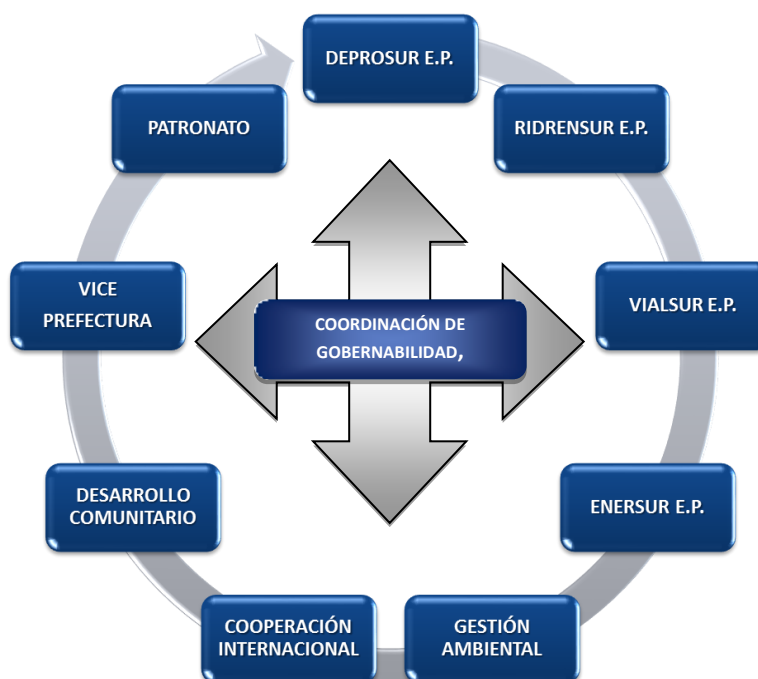 DEPROSUR E.P.
RIDRENSUR E.P.
VIALSUR E.P.
ENERSUR E.P.
GESTIÓN
AMBIENTAL
COOPERACIÓN
INTERNACIONAL
DESARROLLO
COMUNITARIO
VICE
PREFECTURA
PATRONATO
COORDINACIÓN DE
GOBERNABILIDAD,